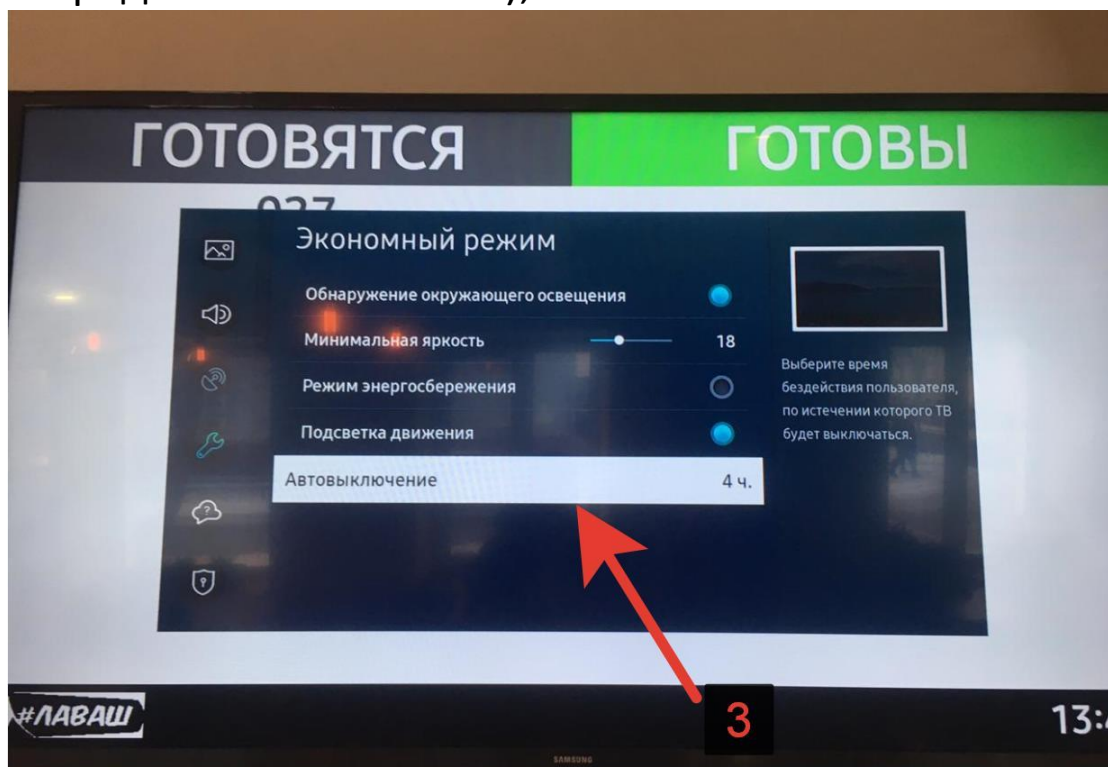 ГОТОВЯТСЯ
ГОТОВЫ
Экономный режим
Обнаружение окружающего освещения
Минимальная яркость 18
Режим энергосбережения
Подсветка движения
Автовыключение 4 ч.
Выберите время
бездействия пользователя,
по истечении которого ТВ
будет выключаться.
3
#ЛАВАШ
SAMSUNG